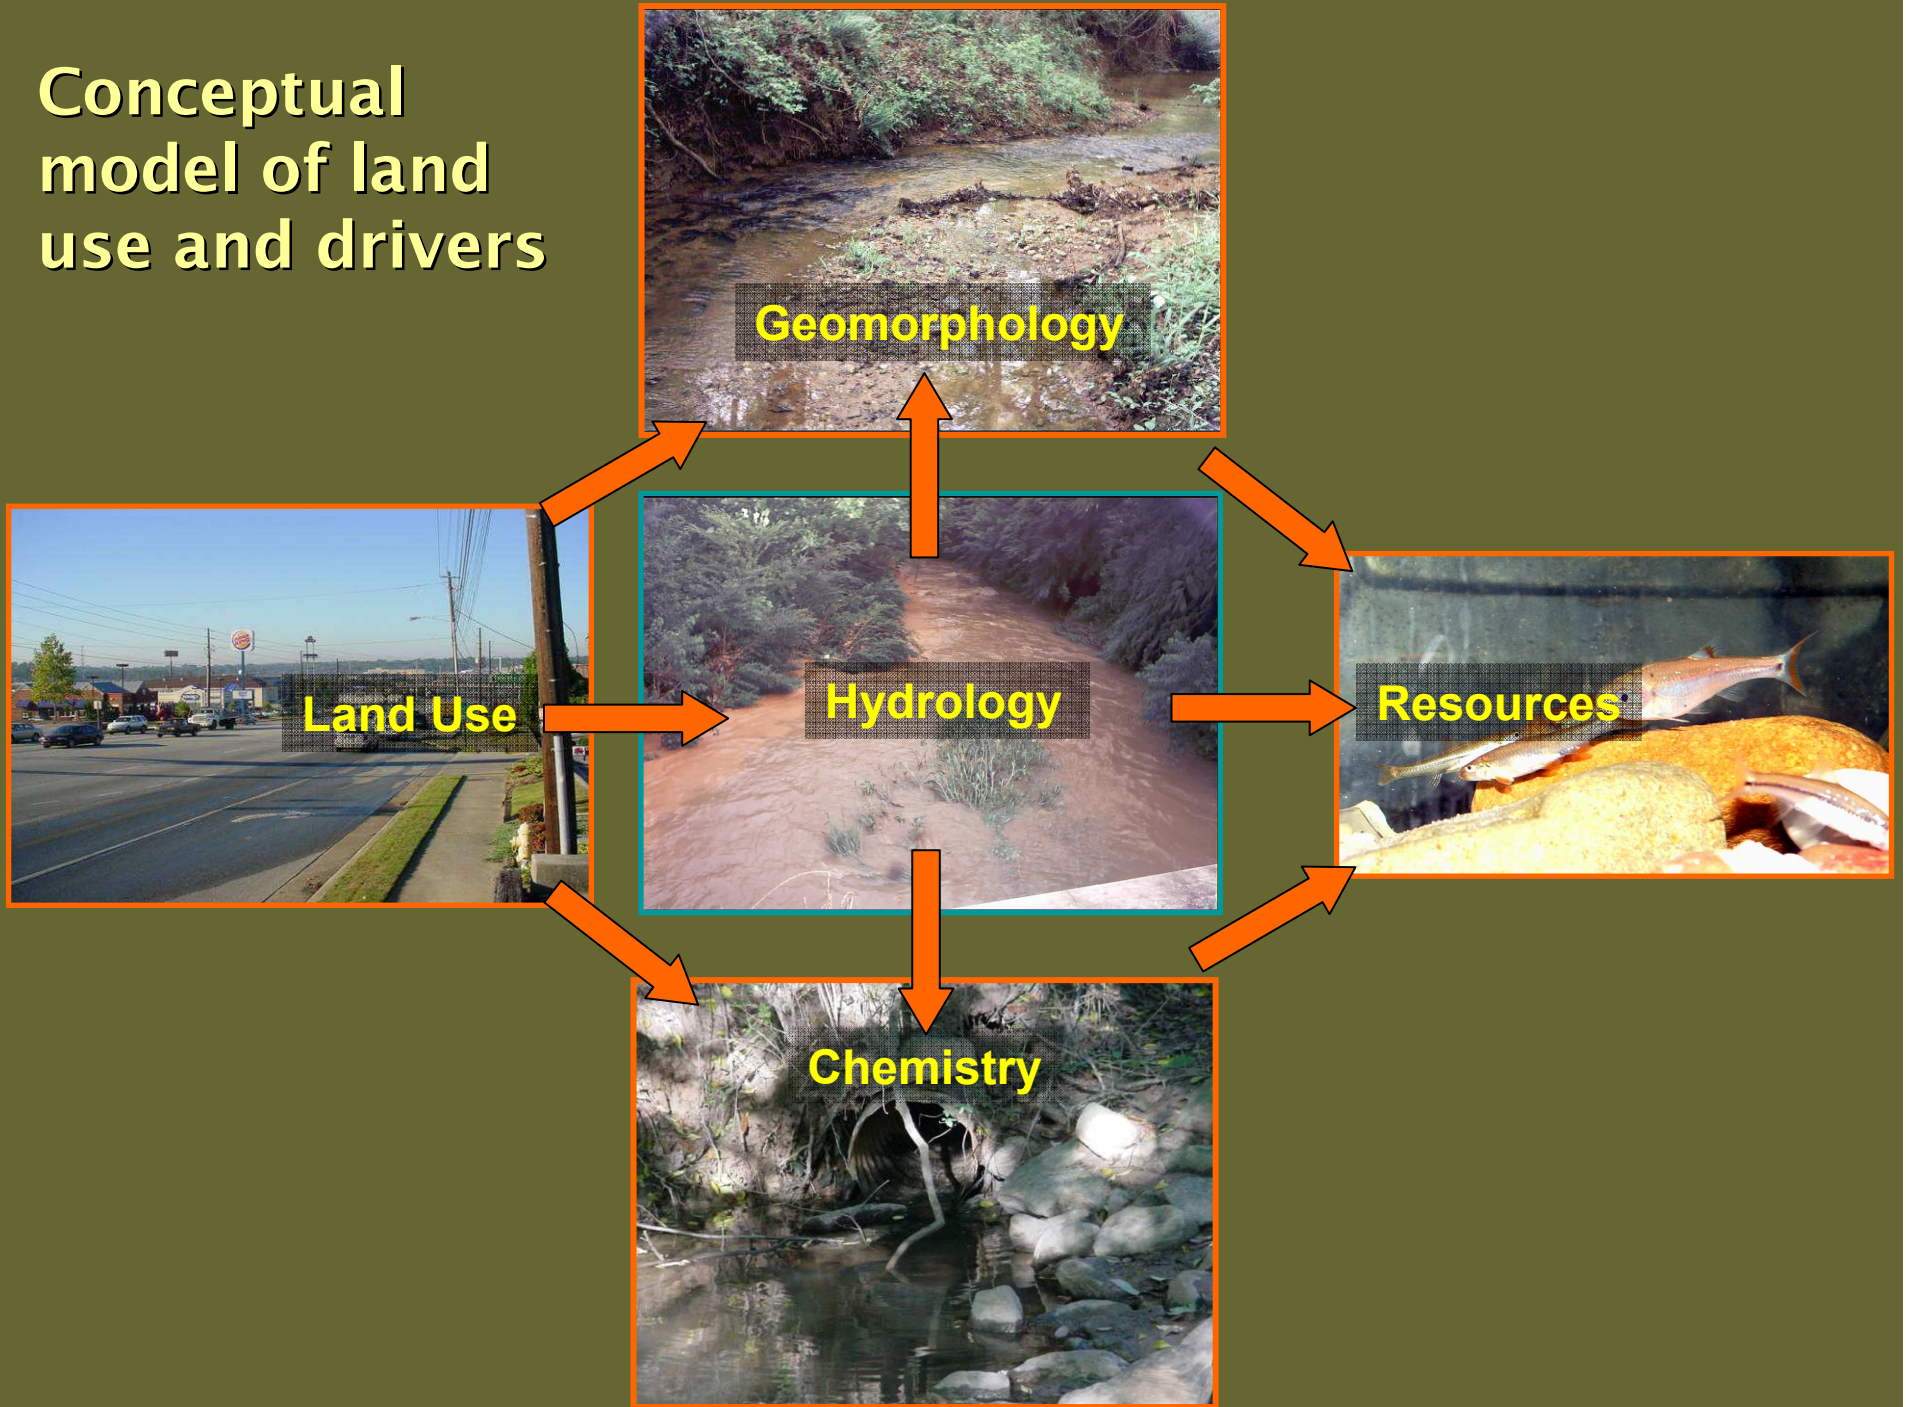 Conceptual
model of land
use and drivers
Geomorphology
Land Use
Hydrology
Resources
Chemistry